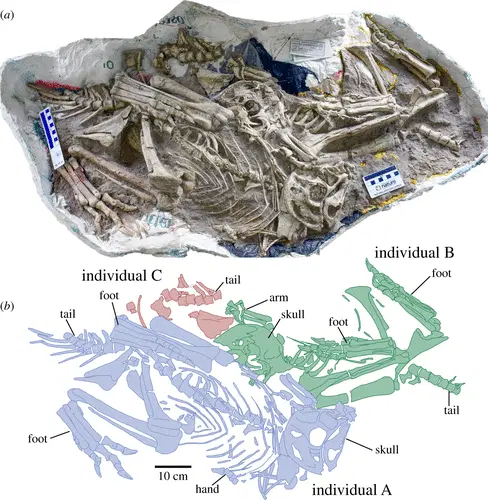 (a)
individual B
individual C
tail
foot
foot
arm
(b)
skull
tail
foot
tail
foot
skull
10 cm
hand
individual A